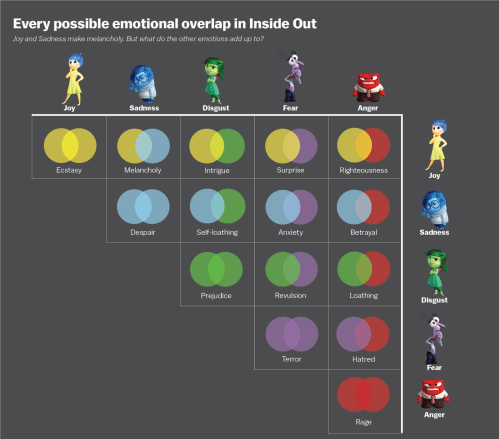 Every possible emotional overlap in Inside Out
Joy and Sadness make melancholy. But what do the other emotions add up to?
Joy
Sadness
Disgust
Fear
Anger
Ecstasy
Melancholy
Intrigue
Surprise
Righteousness
Joy
Despair
Self-loathing
Anxiety
Betrayal
Sadness
Prejudice
Revulsion
Loathing
Disgust
Terror
Hatred
Fear
Rage
Anger